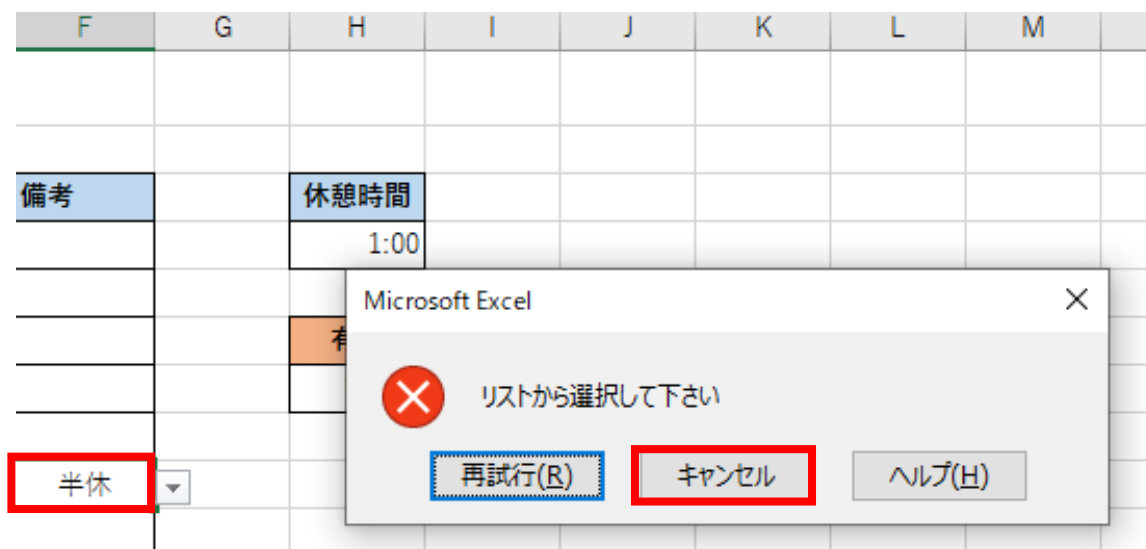 F G H I J K L M
備考 休憩時間
1:00
Microsoft Excel
有
リストから選択して下さい
再試行(R) キャンセル ヘルプ(H)
半休